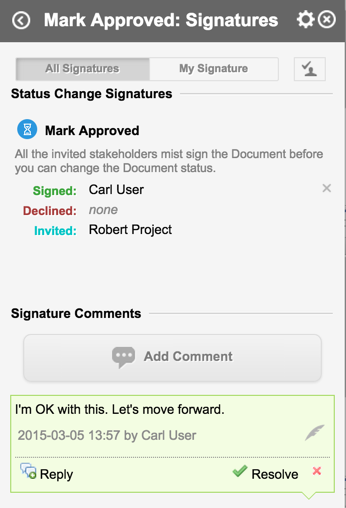 Mark Approved: Signatures
All Signatures My Signature
Status Change Signatures
Mark Approved
All the invited stakeholders mist sign the Document before
you can change the Document status.
Signed: Carl User
Declined: none
Invited: Robert Project
Signature Comments
Add Comment
I'm OK with this. Let's move forward.
2015-03-05 13:57 by Carl User
Reply Resolve